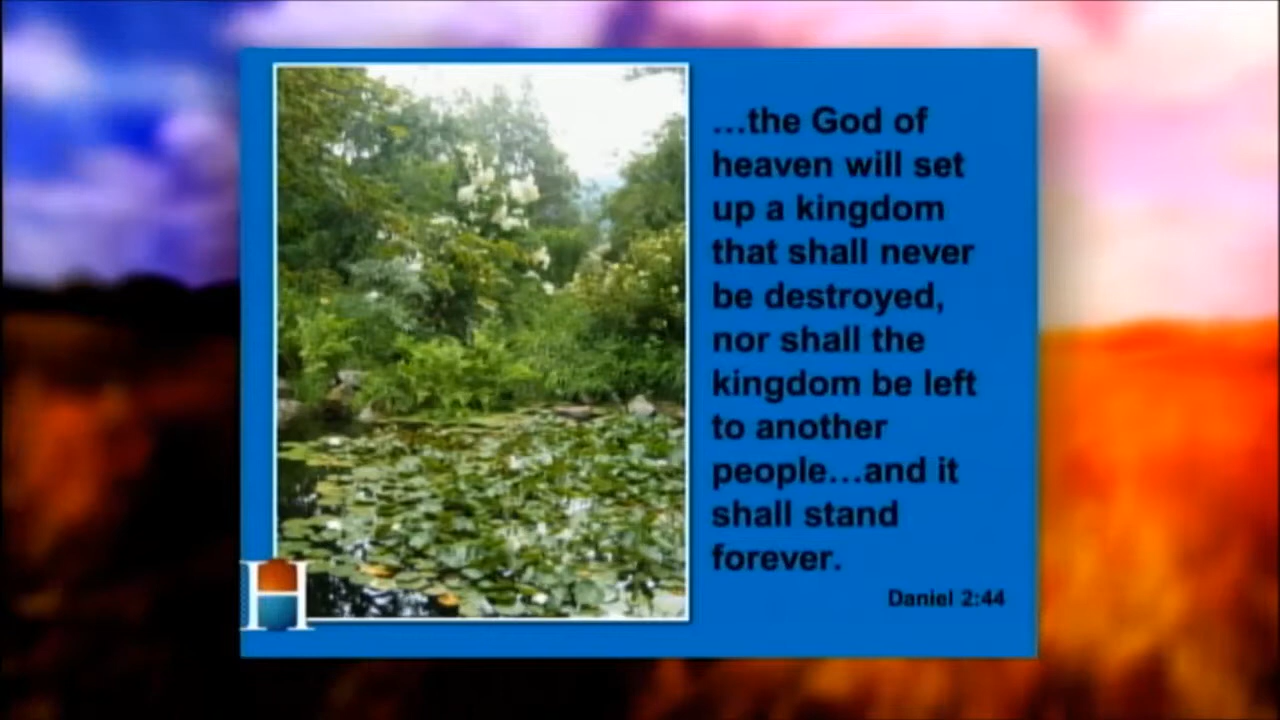 …the God of
heaven will set
up a kingdom
that shall never
be destroyed,
nor shall the
kingdom be left
to another
people…and it
shall stand
forever.
Daniel 2:44
H